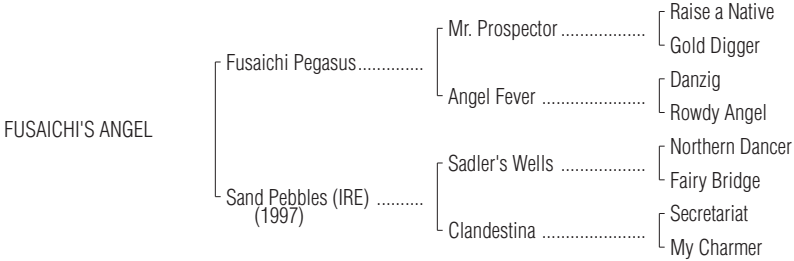 Raise a Native
Mr. Prospector ..................
Gold Digger
Fusaichi Pegasus..............
Danzig
Angel Fever ......................
Rowdy Angel
FUSAICHI'S ANGEL
Northern Dancer
Sadler's Wells ..................
Fairy Bridge
Sand Pebbles (IRE) ..........
(1997)
Secretariat
Clandestina ......................
My Charmer